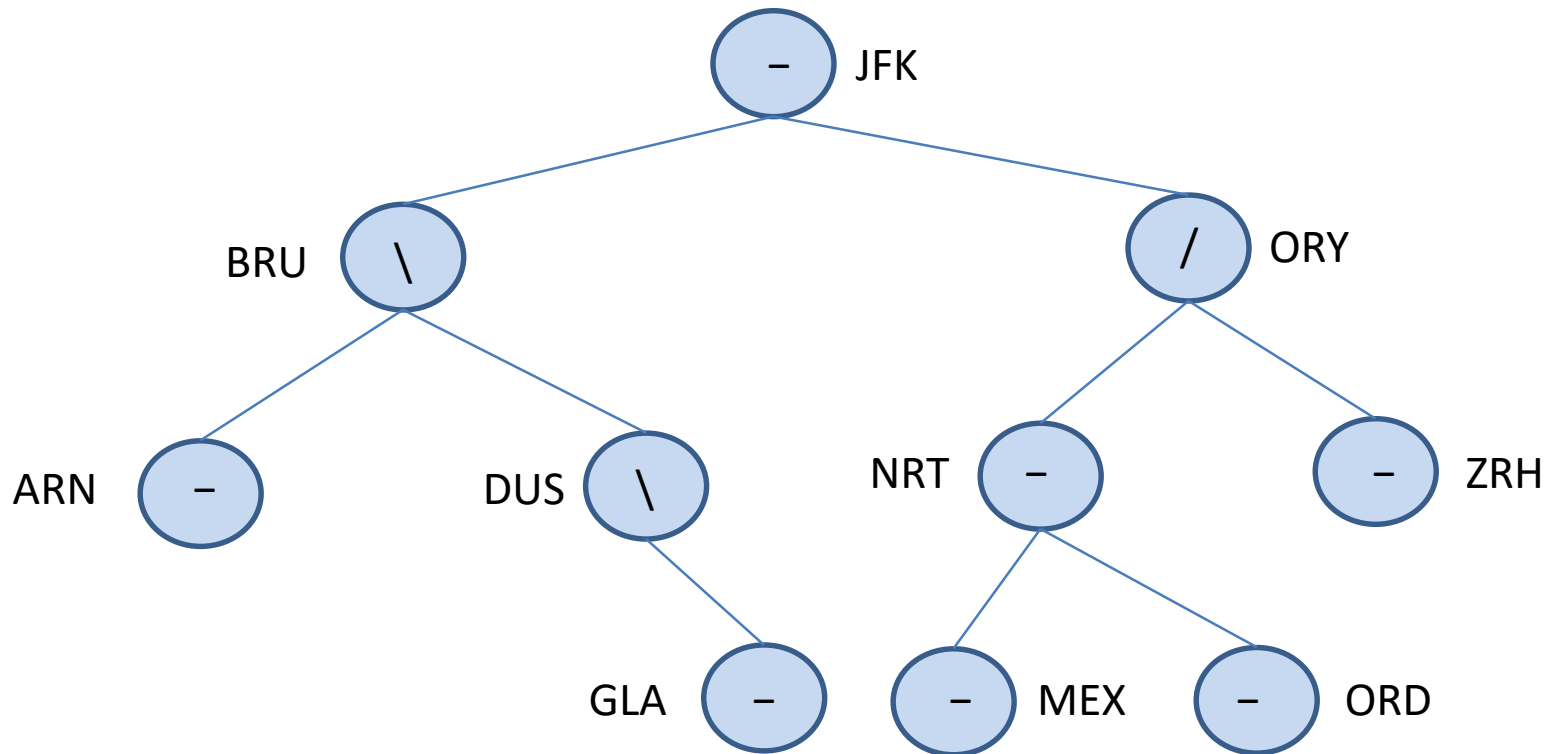 – JFK
BRU \ / ORY
ARN – DUS \ NRT – – ZRH
GLA – – MEX – ORD